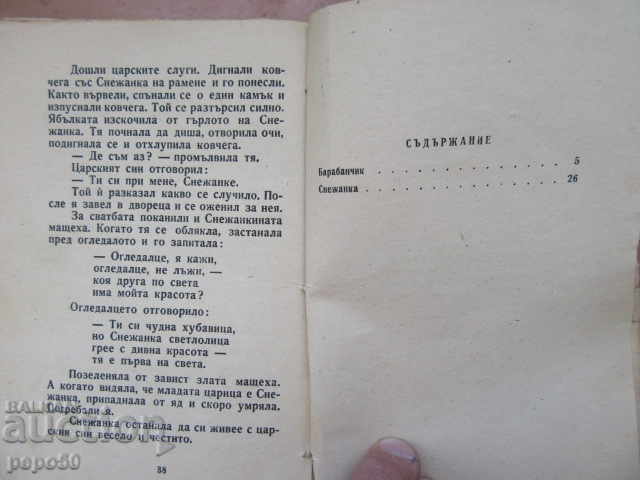 Дошли царските слуги. Дигнали ков-
чега със Снежанка на рамене и го понесли.
Както вървели, спънали се о един камък и
изпуснали ковчега. Той се разтърсил силно.
Ябълката изскочила от гърлото на Сне-
жанка. Тя почнала да диша, отворила очи,
подигнала се и отхлупила ковчега.
— Де съм аз? — промълвила тя.
Царският син отговорил:
— Ти си при мене, Снежанке.
Той ѝ разказал какво се случило. Пос-
ле я завел в двореца и се оженил за нея.
За сватбата поканили и Снежанкината
мащеха. Когато тя се облякла, застанала
пред огледалото и го запитала:
— Огледалце, я кажи,
огледалце, не лъжи, —
коя друга по света
има мойта красота?
Огледалцето отговорило:
— Ти си чудна хубавица,
но Снежанка светлолица
грее с дивна красота —
тя е първа на света.
Позеленяла от завист злата мащеха.
А когато видяла, че младата царица е Сне-
жанка, припаднала от яд и скоро умряла.
Погребали я.
Снежанка останала да си живее с цар-
ския син весело и честито.
38
СЪДЪРЖАНИЕ
Барабанчик . . . . . . . . . . . . 5
Снежанка . . . . . . . . . . . . 26
auction
papo50